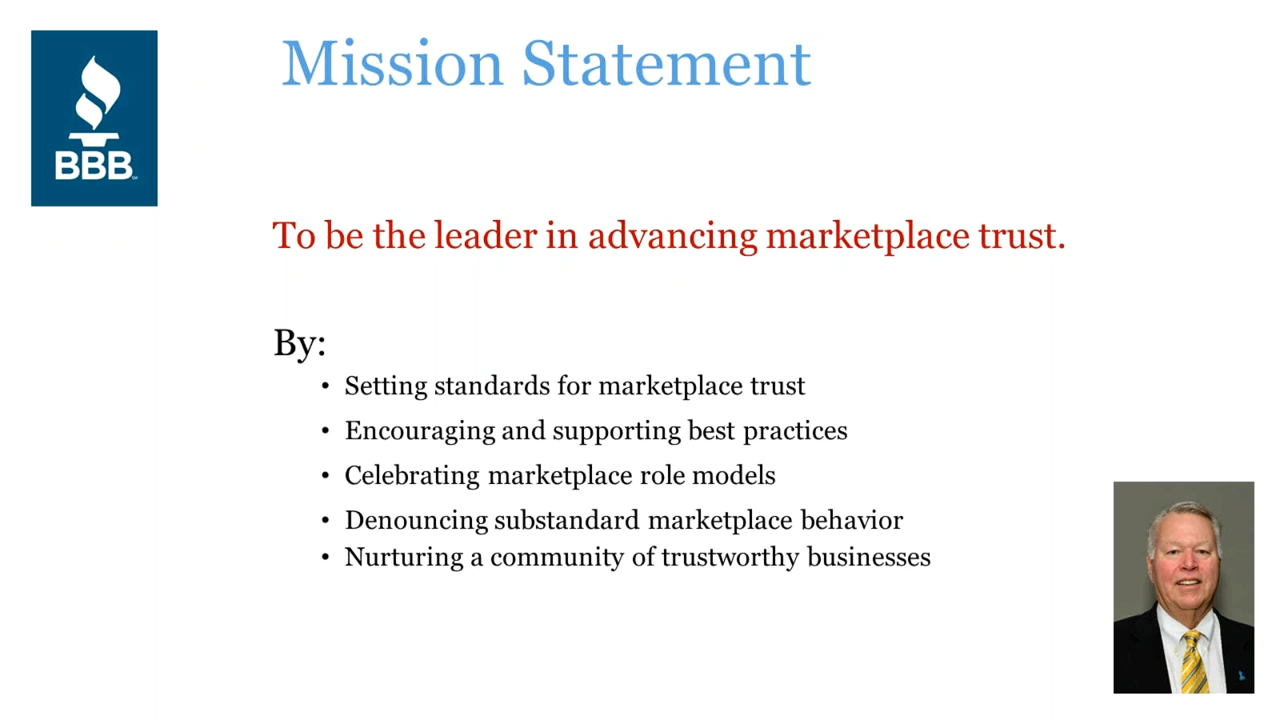 BBB
Mission Statement
To be the leader in advancing marketplace trust.
By:
• Setting standards for marketplace trust
• Encouraging and supporting best practices
• Celebrating marketplace role models
• Denouncing substandard marketplace behavior
• Nurturing a community of trustworthy businesses